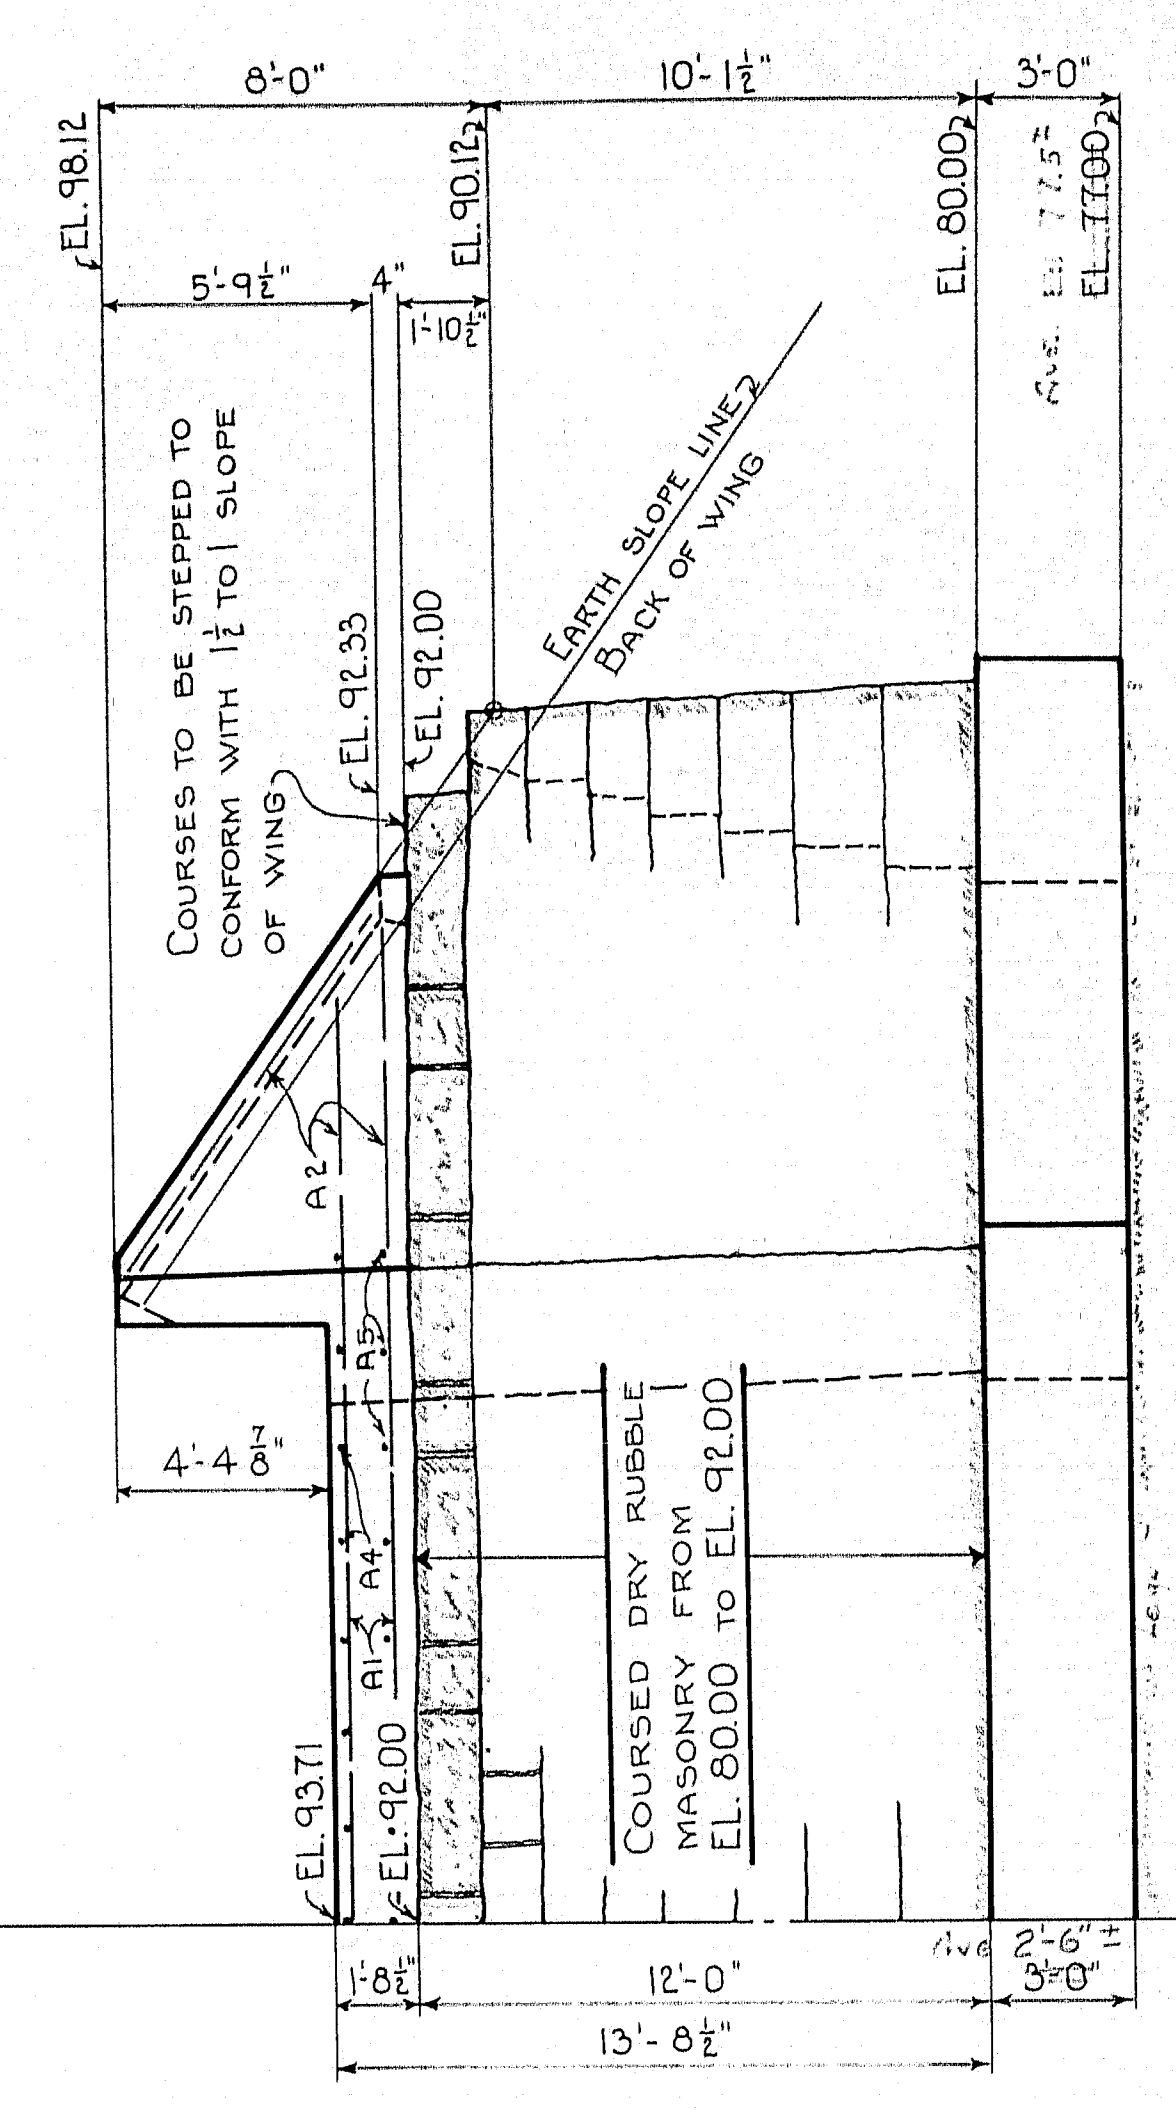 8'-0"
10'-1½"
3'-0"
EL. 98.12
EL. 90.12
EL. 80.00
Ave. El. 77.5±
EL. 77.00
5'-9½"
4"
1'-10½"
COURSES TO BE STEPPED TO
CONFORM WITH 1½ TO 1 SLOPE
OF WING
EL. 92.33
EL. 92.00
EARTH SLOPE LINE
BACK OF WING
A2
A5
4'-4⅞"
A4
A1
EL. 93.71
EL. 92.00
COURSED DRY RUBBLE
MASONRY FROM
EL. 80.00 TO EL. 92.00
1'-8½"
12'-0"
Ave 2'-6"±
3'-0"
13'-8½"